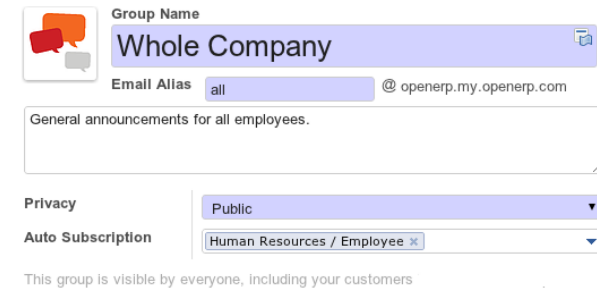 Group Name
Whole Company
Email Alias all @ openerp.my.openerp.com
General announcements for all employees.
Privacy Public
Auto Subscription Human Resources / Employee ×
This group is visible by everyone, including your customers